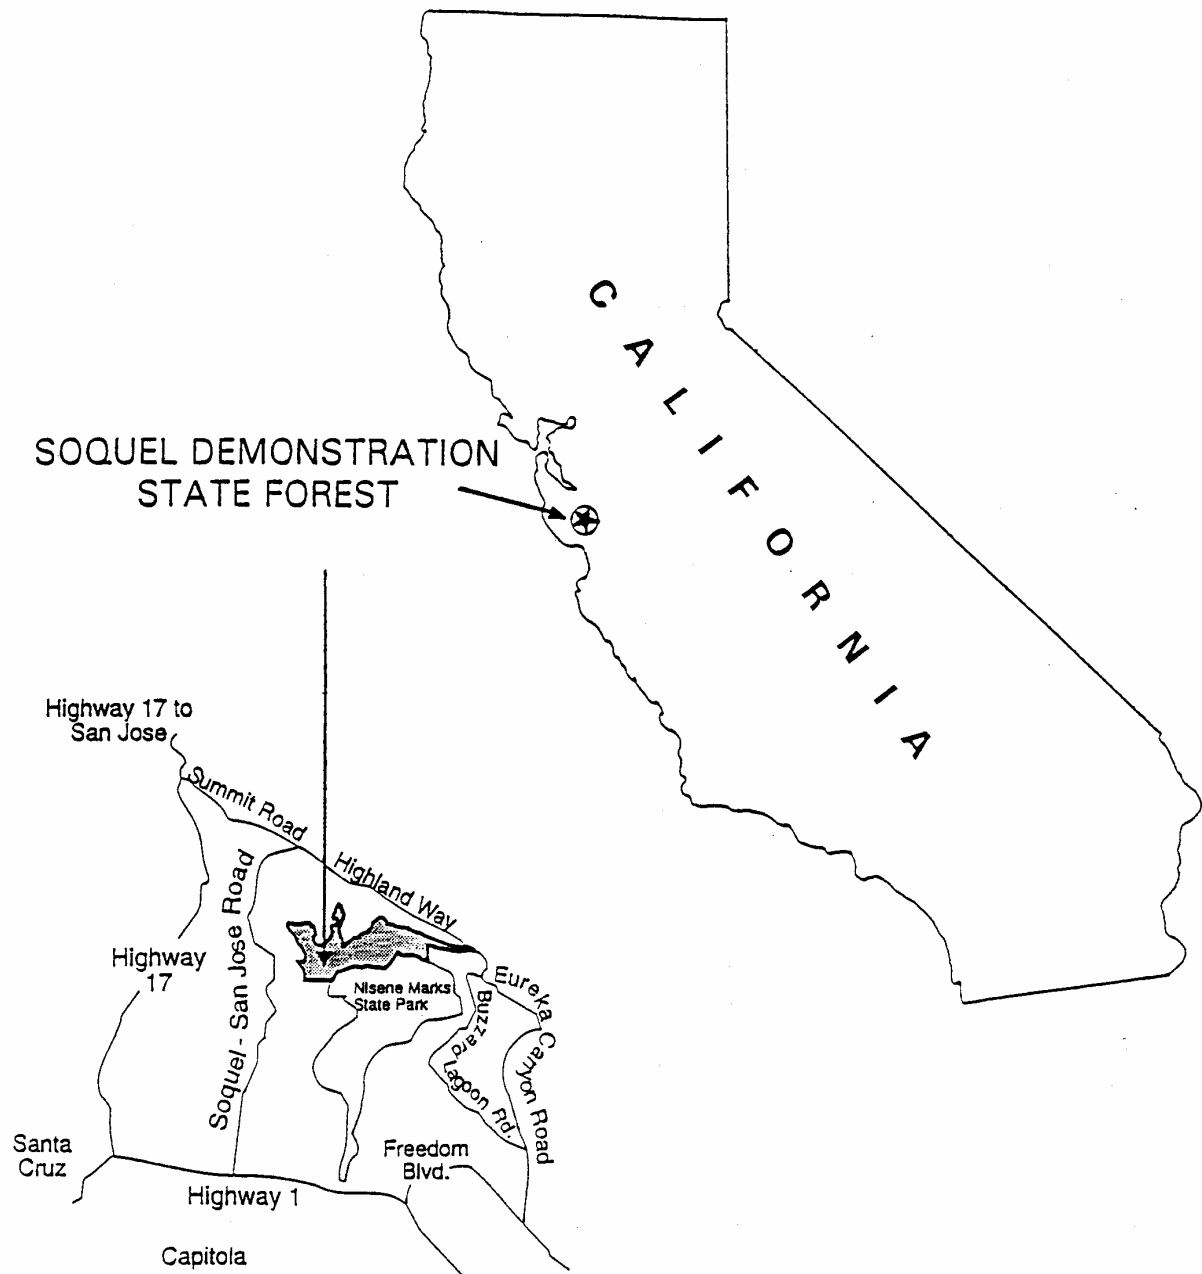 CALIFORNIA
SOQUEL DEMONSTRATION
STATE FOREST
Highway 17 to
San Jose
Summit Road
Highland Way
Soquel - San Jose Road
Highway
17
Nisene Marks
State Park
Eureka Canyon Road
Buzzard
Lagoon Rd.
Santa
Cruz
Freedom
Blvd.
Highway 1
Capitola